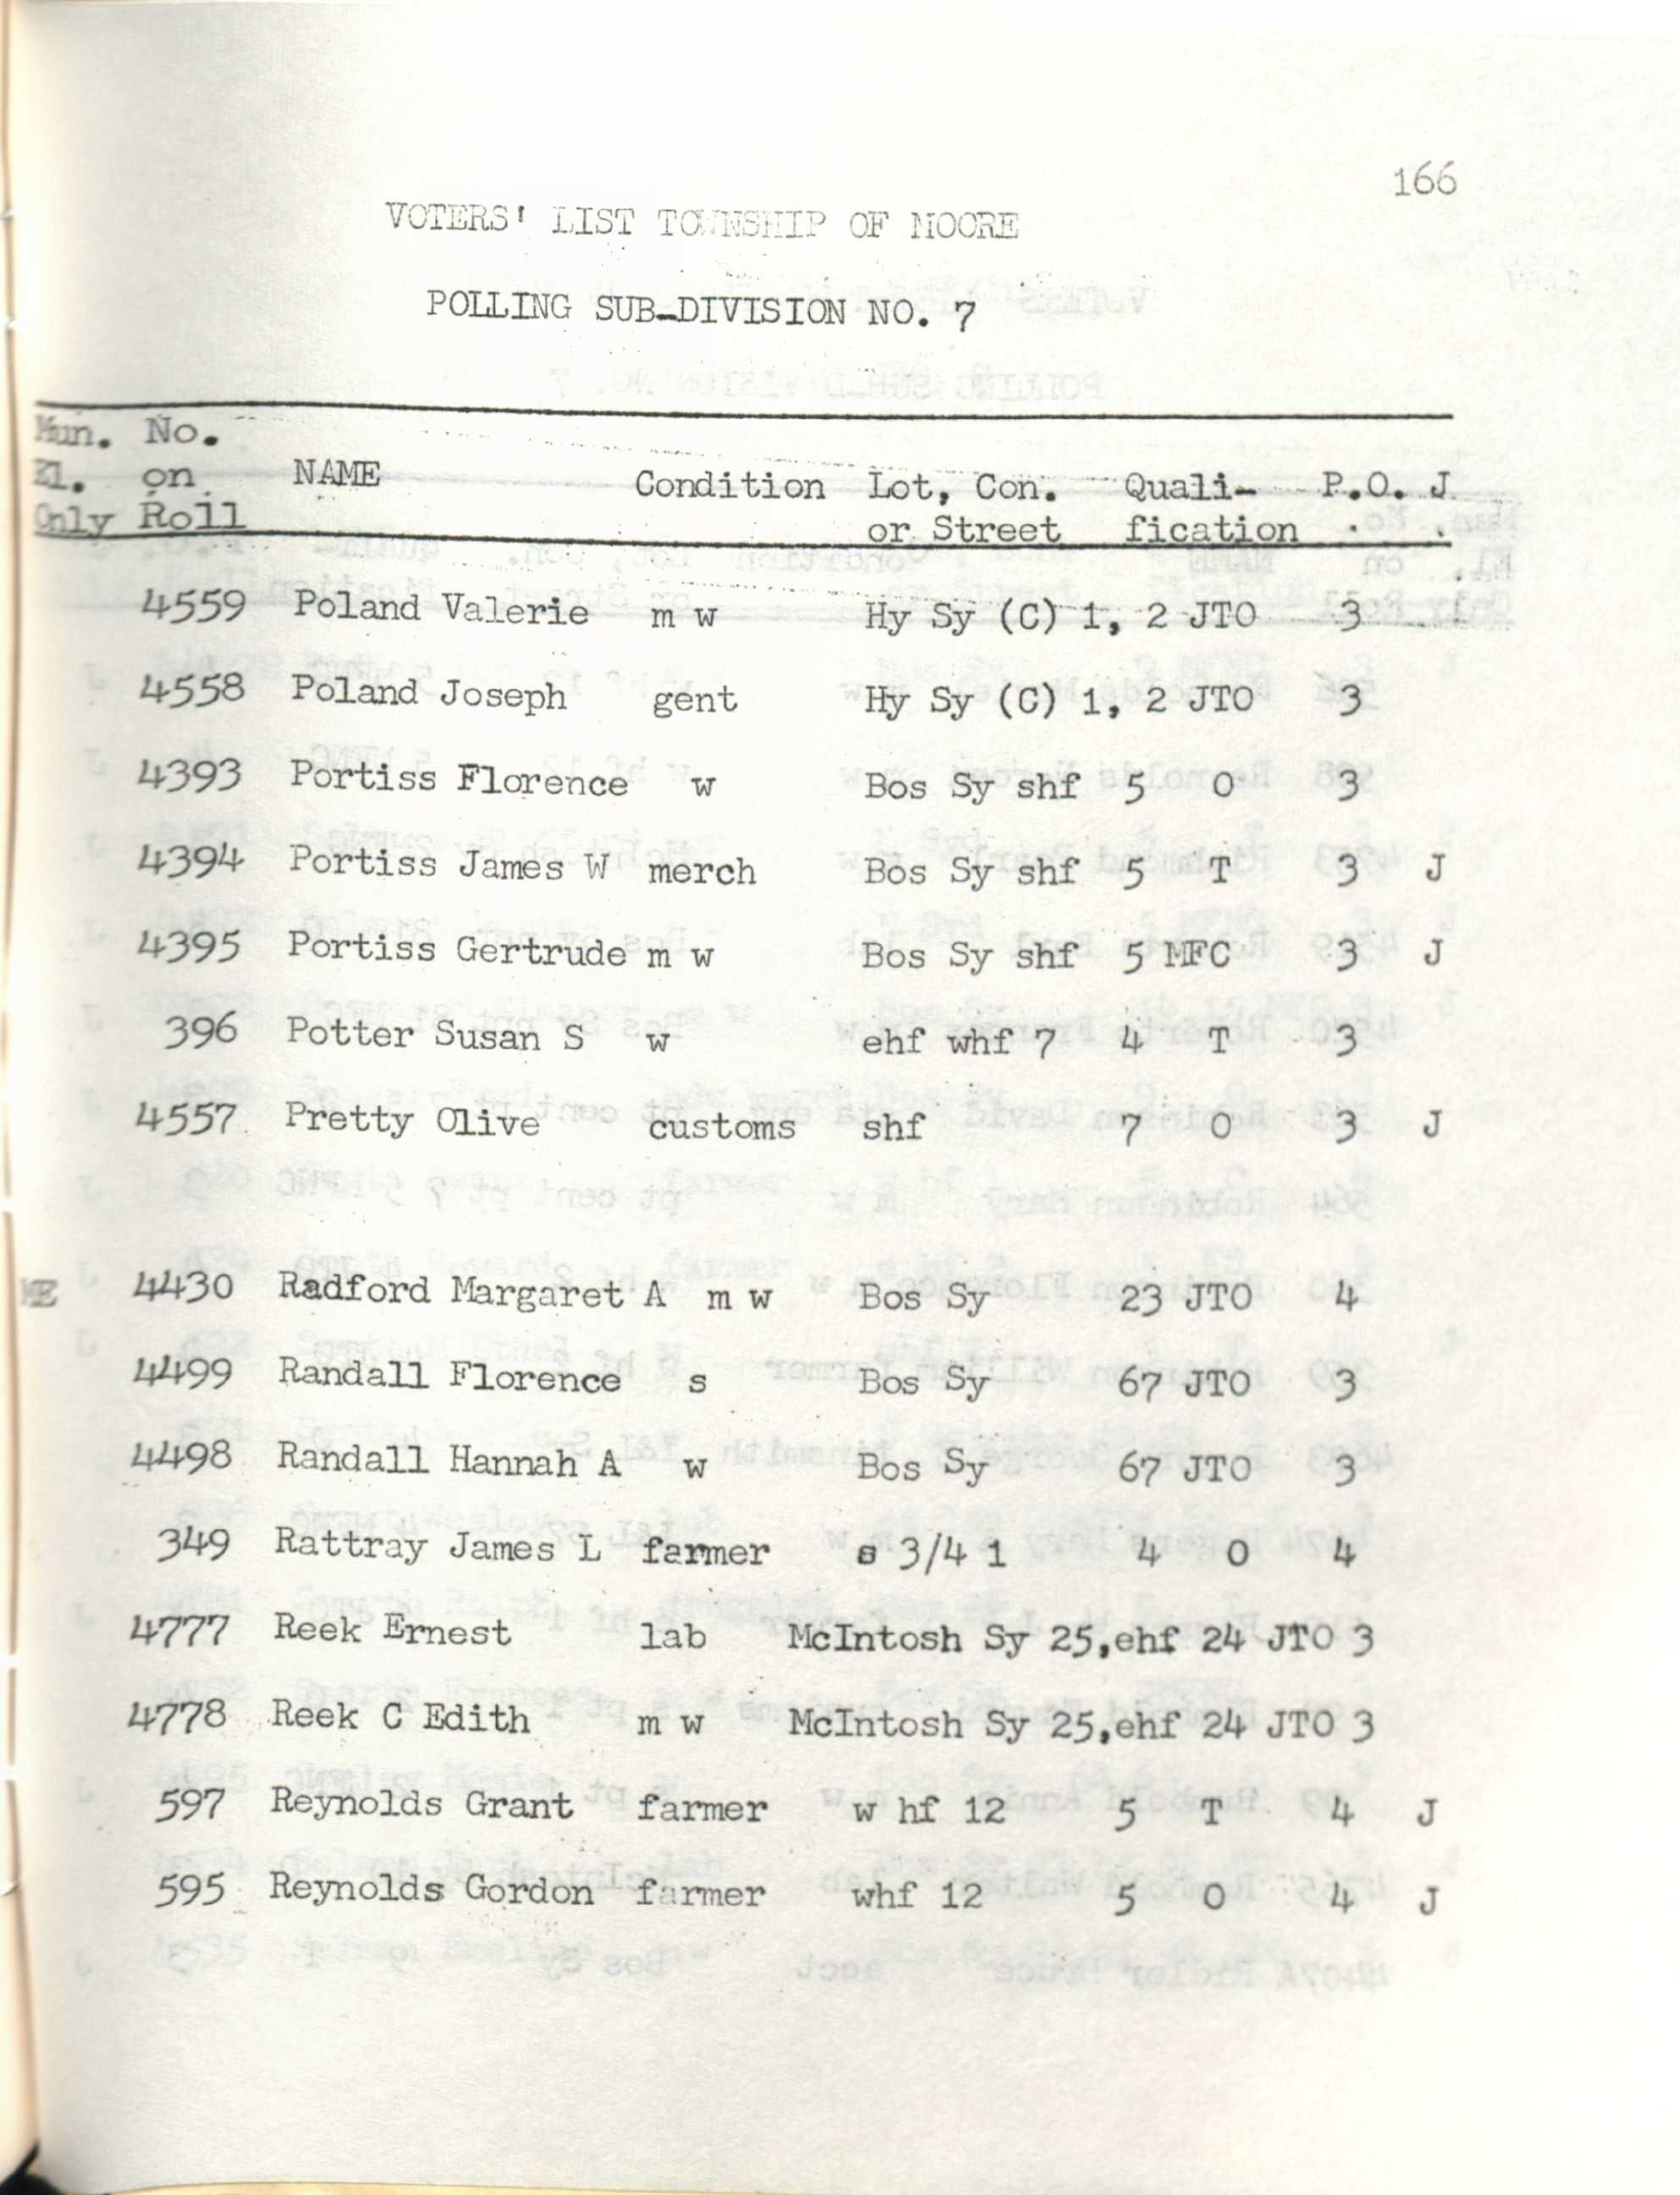 166
VOTERS' LIST TOWNSHIP OF MOORE
POLLING SUB-DIVISION NO. 7
Mun. No.
El. on NAME Condition Lot, Con. Quali- P.O. J
Only Roll or Street fication
4559 Poland Valerie m w Hy Sy (C) 1, 2 JTO 3
4558 Poland Joseph gent Hy Sy (C) 1, 2 JTO 3
4393 Portiss Florence w Bos Sy shf 5 O 3
4394 Portiss James W merch Bos Sy shf 5 T 3 J
4395 Portiss Gertrude m w Bos Sy shf 5 MFC 3 J
396 Potter Susan S w ehf whf 7 4 T 3
4557 Pretty Olive customs shf 7 O 3 J
ME 4430 Radford Margaret A m w Bos Sy 23 JTO 4
4499 Randall Florence s Bos Sy 67 JTO 3
4498 Randall Hannah A w Bos Sy 67 JTO 3
349 Rattray James L farmer s 3/4 1 4 O 4
4777 Reek Ernest lab McIntosh Sy 25,ehf 24 JTO 3
4778 Reek C Edith m w McIntosh Sy 25,ehf 24 JTO 3
597 Reynolds Grant farmer w hf 12 5 T 4 J
595 Reynolds Gordon farmer whf 12 5 O 4 J